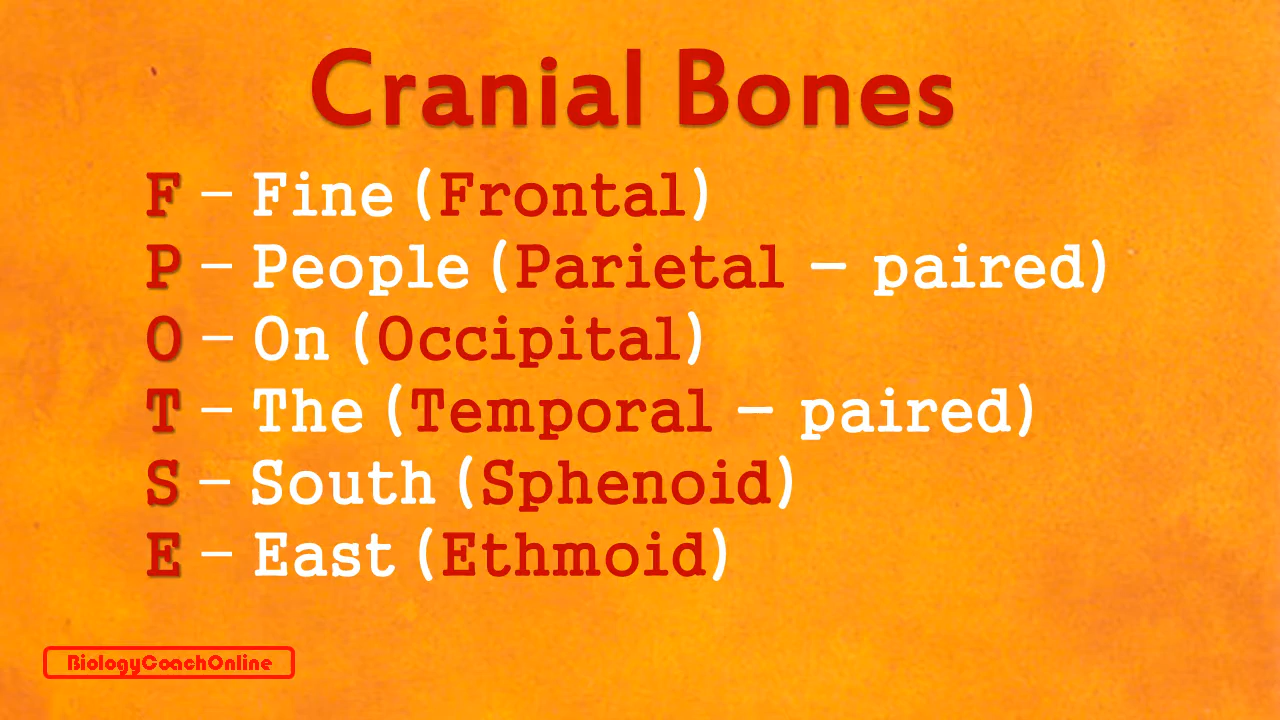 Cranial Bones
F – Fine (Frontal)
P – People (Parietal – paired)
O – On (Occipital)
T – The (Temporal – paired)
S – South (Sphenoid)
E – East (Ethmoid)
BiologyCoachOnline